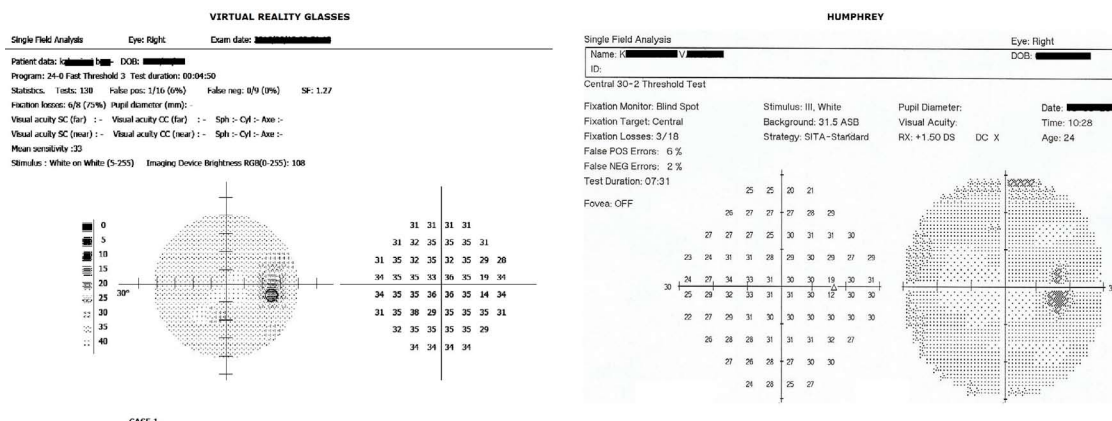 VIRTUAL REALITY GLASSES
Single Field Analysis Eye: Right Exam date:
Patient data: DOB:
Program: 24-0 Fast Threshold 3 Test duration: 00:04:50
Statistics. Tests: 130 False pos: 1/16 (6%) False neg: 0/9 (0%) SF: 1.27
Fixation losses: 6/8 (75%) Pupil diameter (mm): -
Visual acuity SC (far) : - Visual acuity CC (far) : - Sph :- Cyl :- Axe :-
Visual acuity SC (near) : - Visual acuity CC (near) : - Sph :- Cyl :- Axe :-
Mean sensitivity :33
Stimulus : White on White (5-255) Imaging Device Brightness RGB(0-255): 108
0
5
10
15
20
25
30
35
40
30°
31 31 31 31
31 32 35 35 35 31
31 35 32 35 32 35 29 28
34 35 35 33 36 35 19 34
34 35 35 36 36 35 14 34
31 35 38 29 35 35 35 31
32 35 35 35 35 29
34 34 34 34
CASE 1
HUMPHREY
Single Field Analysis Eye: Right
Name: K V DOB:
ID:
Central 30-2 Threshold Test
Fixation Monitor: Blind Spot Stimulus: III, White Pupil Diameter: Date:
Fixation Target: Central Background: 31.5 ASB Visual Acuity: Time: 10:28
Fixation Losses: 3/18 Strategy: SITA-Standard RX: +1.50 DS DC X Age: 24
False POS Errors: 6 %
False NEG Errors: 2 %
Test Duration: 07:31
Fovea: OFF
25 25 20 21
26 27 27 27 28 29
27 27 27 25 30 31 31 30
23 24 31 31 28 29 30 29 27 29
30 24 27 34 33 31 30 30 19 30 31
25 29 32 33 31 31 30 12 30 30
22 27 29 31 30 30 30 30 30 30
26 28 28 31 31 31 32 27
27 26 28 27 30 30
24 28 25 27